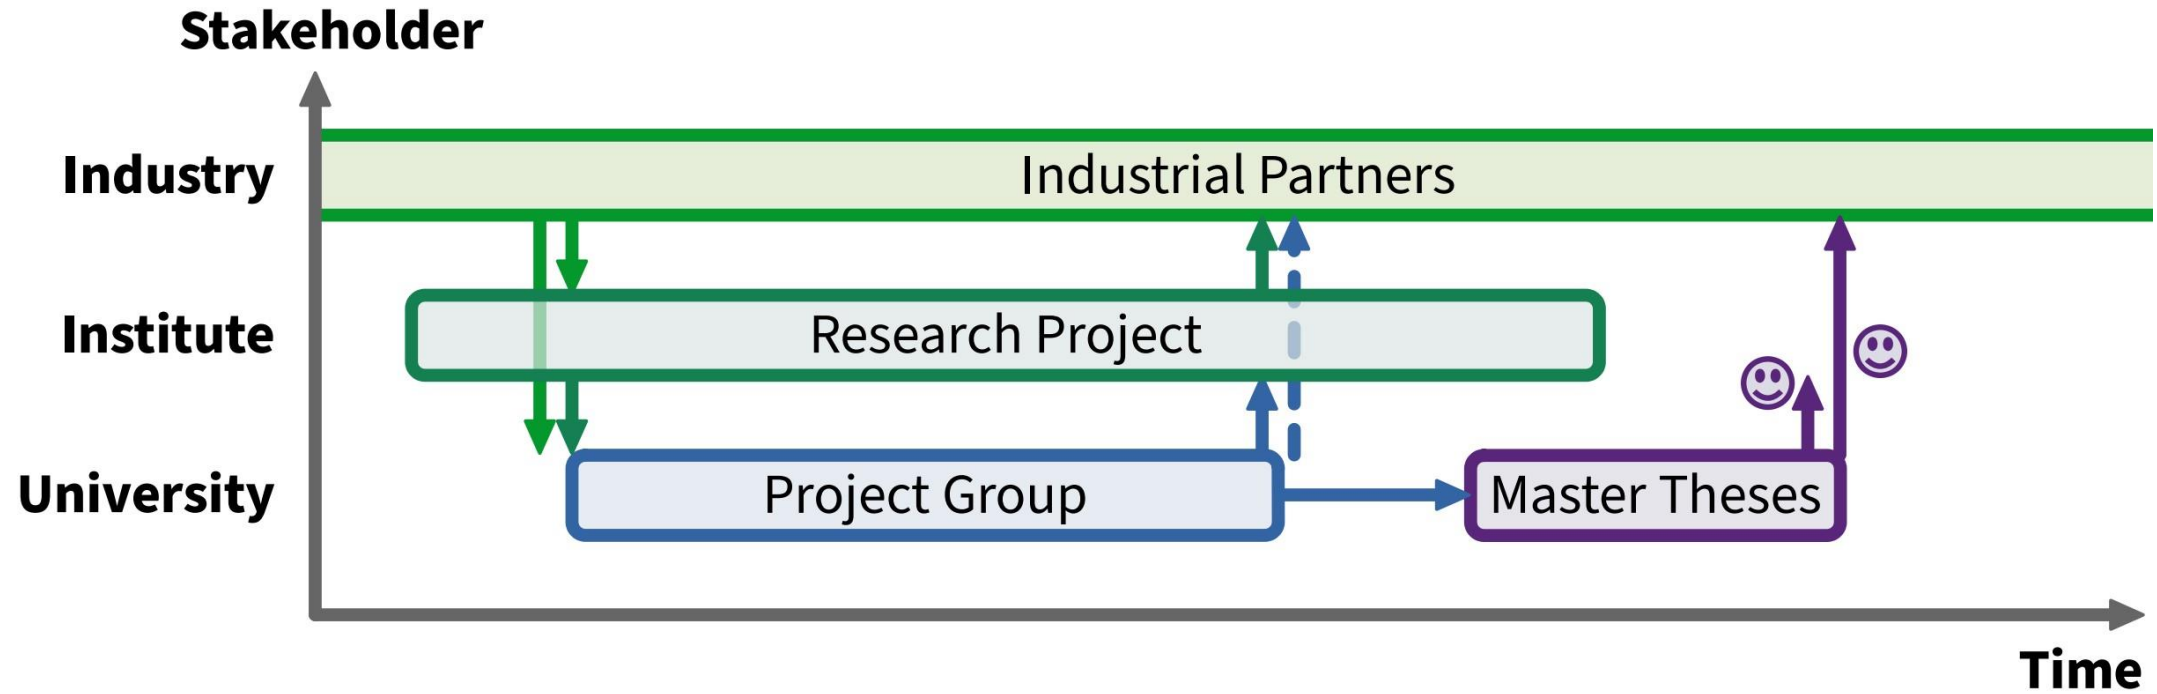 Stakeholder
Industry
Industrial Partners
Institute
Research Project
University
Project Group
Master Theses
Time